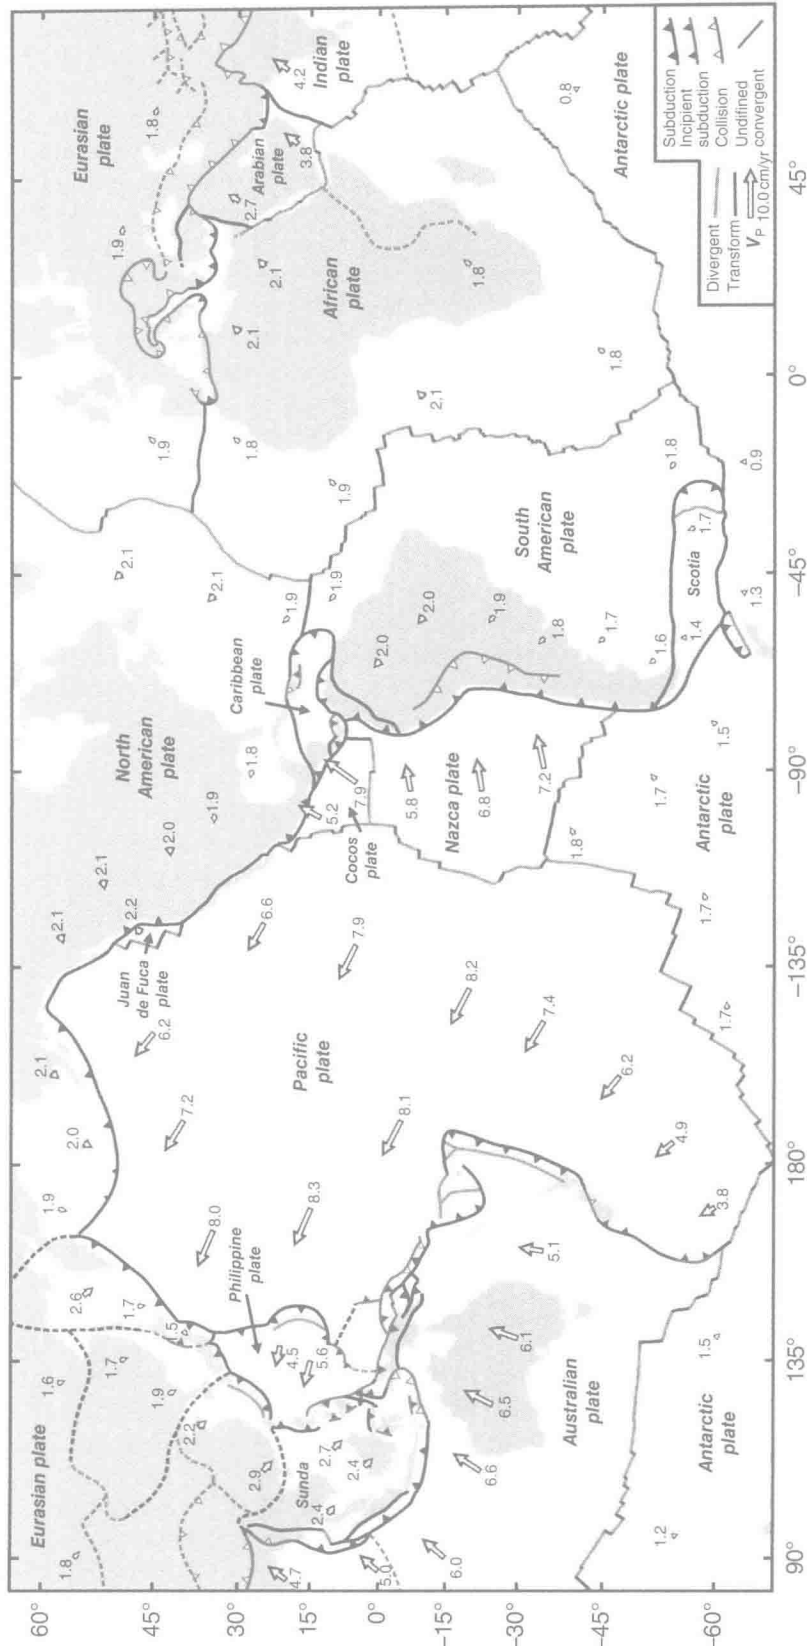 60°
45°
30°
15°
0°
−15°
−30°
−45°
−60°
90°
135°
180°
−135°
−90°
−45°
0°
45°
Eurasian plate
1.8
1.6
1.7
1.9
2.2
2.9
Sunda
2.4
2.7
2.4
4.7
5.0
6.0
2.6
1.7
1.5
Philippine
plate
4.5
5.6
6.6
6.5
6.1
5.1
Australian
plate
1.2
1.5
Antarctic
plate
1.9
2.0
2.1
8.0
7.2
6.2
8.3
8.1
Pacific
plate
6.6
7.9
8.2
7.4
6.2
4.9
3.8
Juan
de Fuca
plate
2.2
2.1
2.1
2.0
1.9
1.8
North
American
plate
2.1
2.1
1.9
1.9
Caribbean
plate
5.2
7.9
Cocos
plate
Nazca plate
5.8
6.8
7.2
1.8
1.7
1.5
1.7
1.7
Antarctic
plate
2.0
2.0
1.9
1.8
1.7
1.6
South
American
plate
Scotia
1.4
1.7
1.3
0.9
1.8
1.9
1.8
1.9
2.1
2.1
2.1
1.8
1.8
African
plate
Eurasian
plate
1.9
1.8
2.7
Arabian
plate
3.8
4.2
Indian
plate
0.8
Antarctic plate
Divergent
Transform
V P 10.0 cm/yr
Subduction
Incipient
subduction
Collision
Undifined
convergent